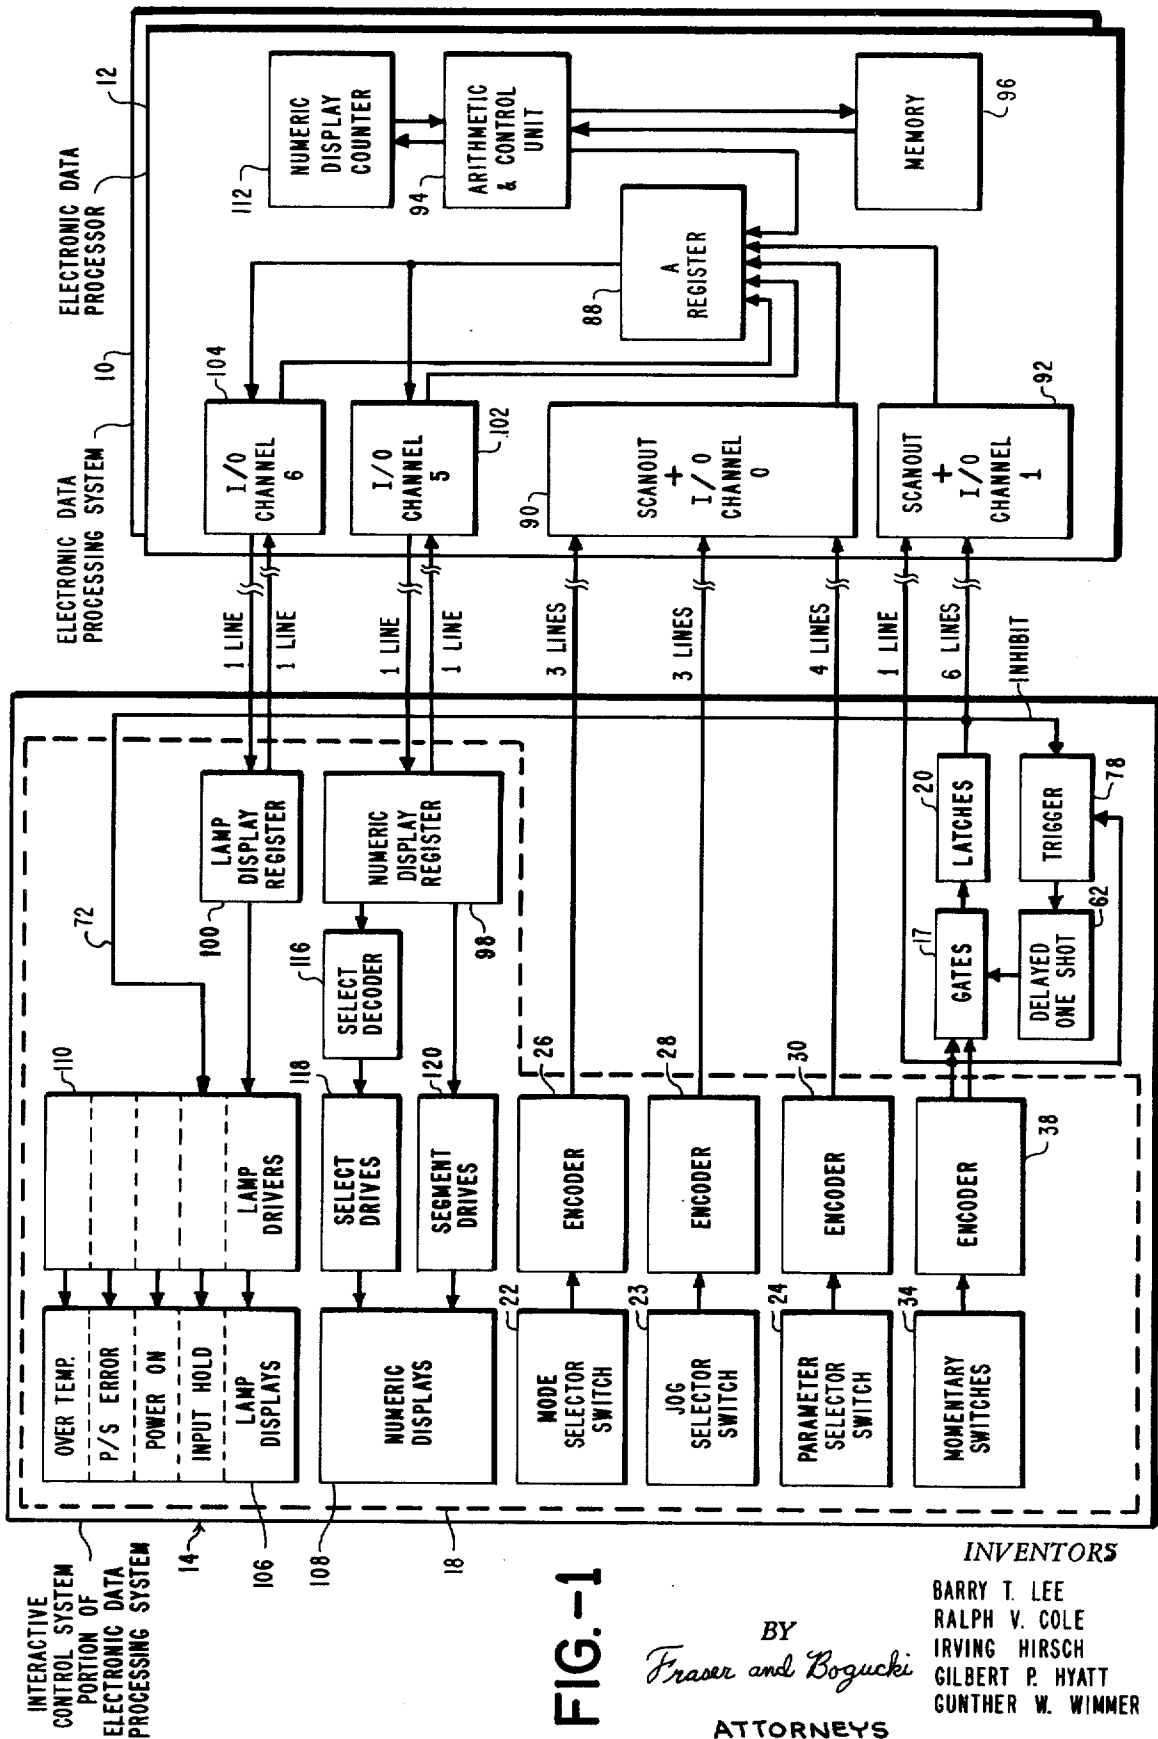 INTERACTIVE
CONTROL SYSTEM
PORTION OF
ELECTRONIC DATA
PROCESSING SYSTEM
14
ELECTRONIC DATA
PROCESSING SYSTEM
10
ELECTRONIC DATA
PROCESSOR
12
106
OVER TEMP.
P/S ERROR
POWER ON
INPUT HOLD
LAMP
DISPLAYS
110
LAMP
DRIVERS
72
100
LAMP
DISPLAY
REGISTER
1 LINE
1 LINE
104
I/O
CHANNEL
6
108
NUMERIC
DISPLAYS
118
SELECT
DRIVES
116
SELECT
DECODER
120
SEGMENT
DRIVES
98
NUMERIC
DISPLAY
REGISTER
1 LINE
1 LINE
102
I/O
CHANNEL
5
112
NUMERIC
DISPLAY
COUNTER
94
ARITHMETIC
& CONTROL
UNIT
88
A
REGISTER
96
MEMORY
18
22
MODE
SELECTOR
SWITCH
26
ENCODER
3 LINES
90
SCANOUT
+
I/O
CHANNEL
0
23
JOG
SELECTOR
SWITCH
28
ENCODER
3 LINES
24
PARAMETER
SELECTOR
SWITCH
30
ENCODER
4 LINES
34
MOMENTARY
SWITCHES
38
ENCODER
17
GATES
20
LATCHES
1 LINE
6 LINES
92
SCANOUT
+
I/O
CHANNEL
1
62
DELAYED
ONE SHOT
78
TRIGGER
INHIBIT
FIG.-1
INVENTORS
BARRY T. LEE
RALPH V. COLE
IRVING HIRSCH
GILBERT P. HYATT
GUNTHER W. WIMMER
BY
Fraser and Bogucki
ATTORNEYS